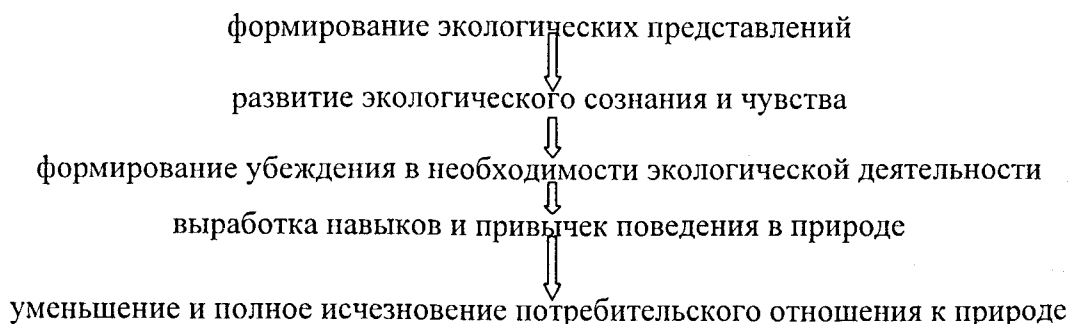 формирование экологических представлений
развитие экологического сознания и чувства
формирование убеждения в необходимости экологической деятельности
выработка навыков и привычек поведения в природе
уменьшение и полное исчезновение потребительского отношения к природе